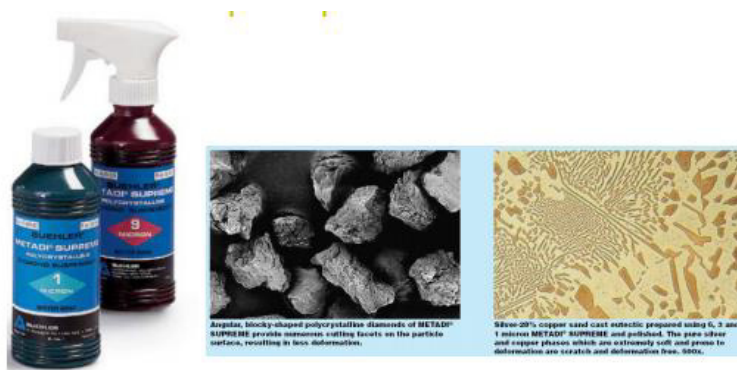 BUEHLER
METADI® SUPREME
POLYCRYSTALLINE
1
MICRON
BUEHLER
BUEHLER
METADI® SUPREME
POLYCRYSTALLINE
9
MICRON
BUEHLER
Angular, blocky-shaped polycrystalline diamonds of METADI®
SUPREME provide numerous cutting facets on the particle
surface, resulting in less deformation.
Silver-28% copper sand cast eutectic prepared using 6, 3 and
1 micron METADI® SUPREME and polished. The pure silver
and copper phases which are extremely soft and prone to
deformation are scratch and deformation free. 500x.